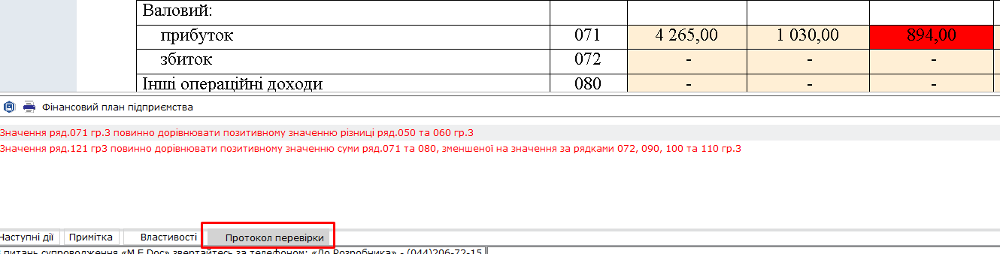 Валовий:
прибуток 071 4 265,00 1 030,00 894,00
збиток 072 - - -
Інші операційні доходи 080 - - -
Фінансовий план підприємства
Значення ряд.071 гр.3 повинно дорівнювати позитивному значенню різниці ряд.050 та 060 гр.3
Значення ряд.121 гр3 повинно дорівнювати позитивному значенню суми ряд.071 та 080, зменшеної на значення за рядками 072, 090, 100 та 110 гр.3
Наступні дії Примітка Властивості Протокол перевірки
питань супроводження «M.E.Doc» звертайтесь за телефоном: «До Розробника» - (044)206-72-15